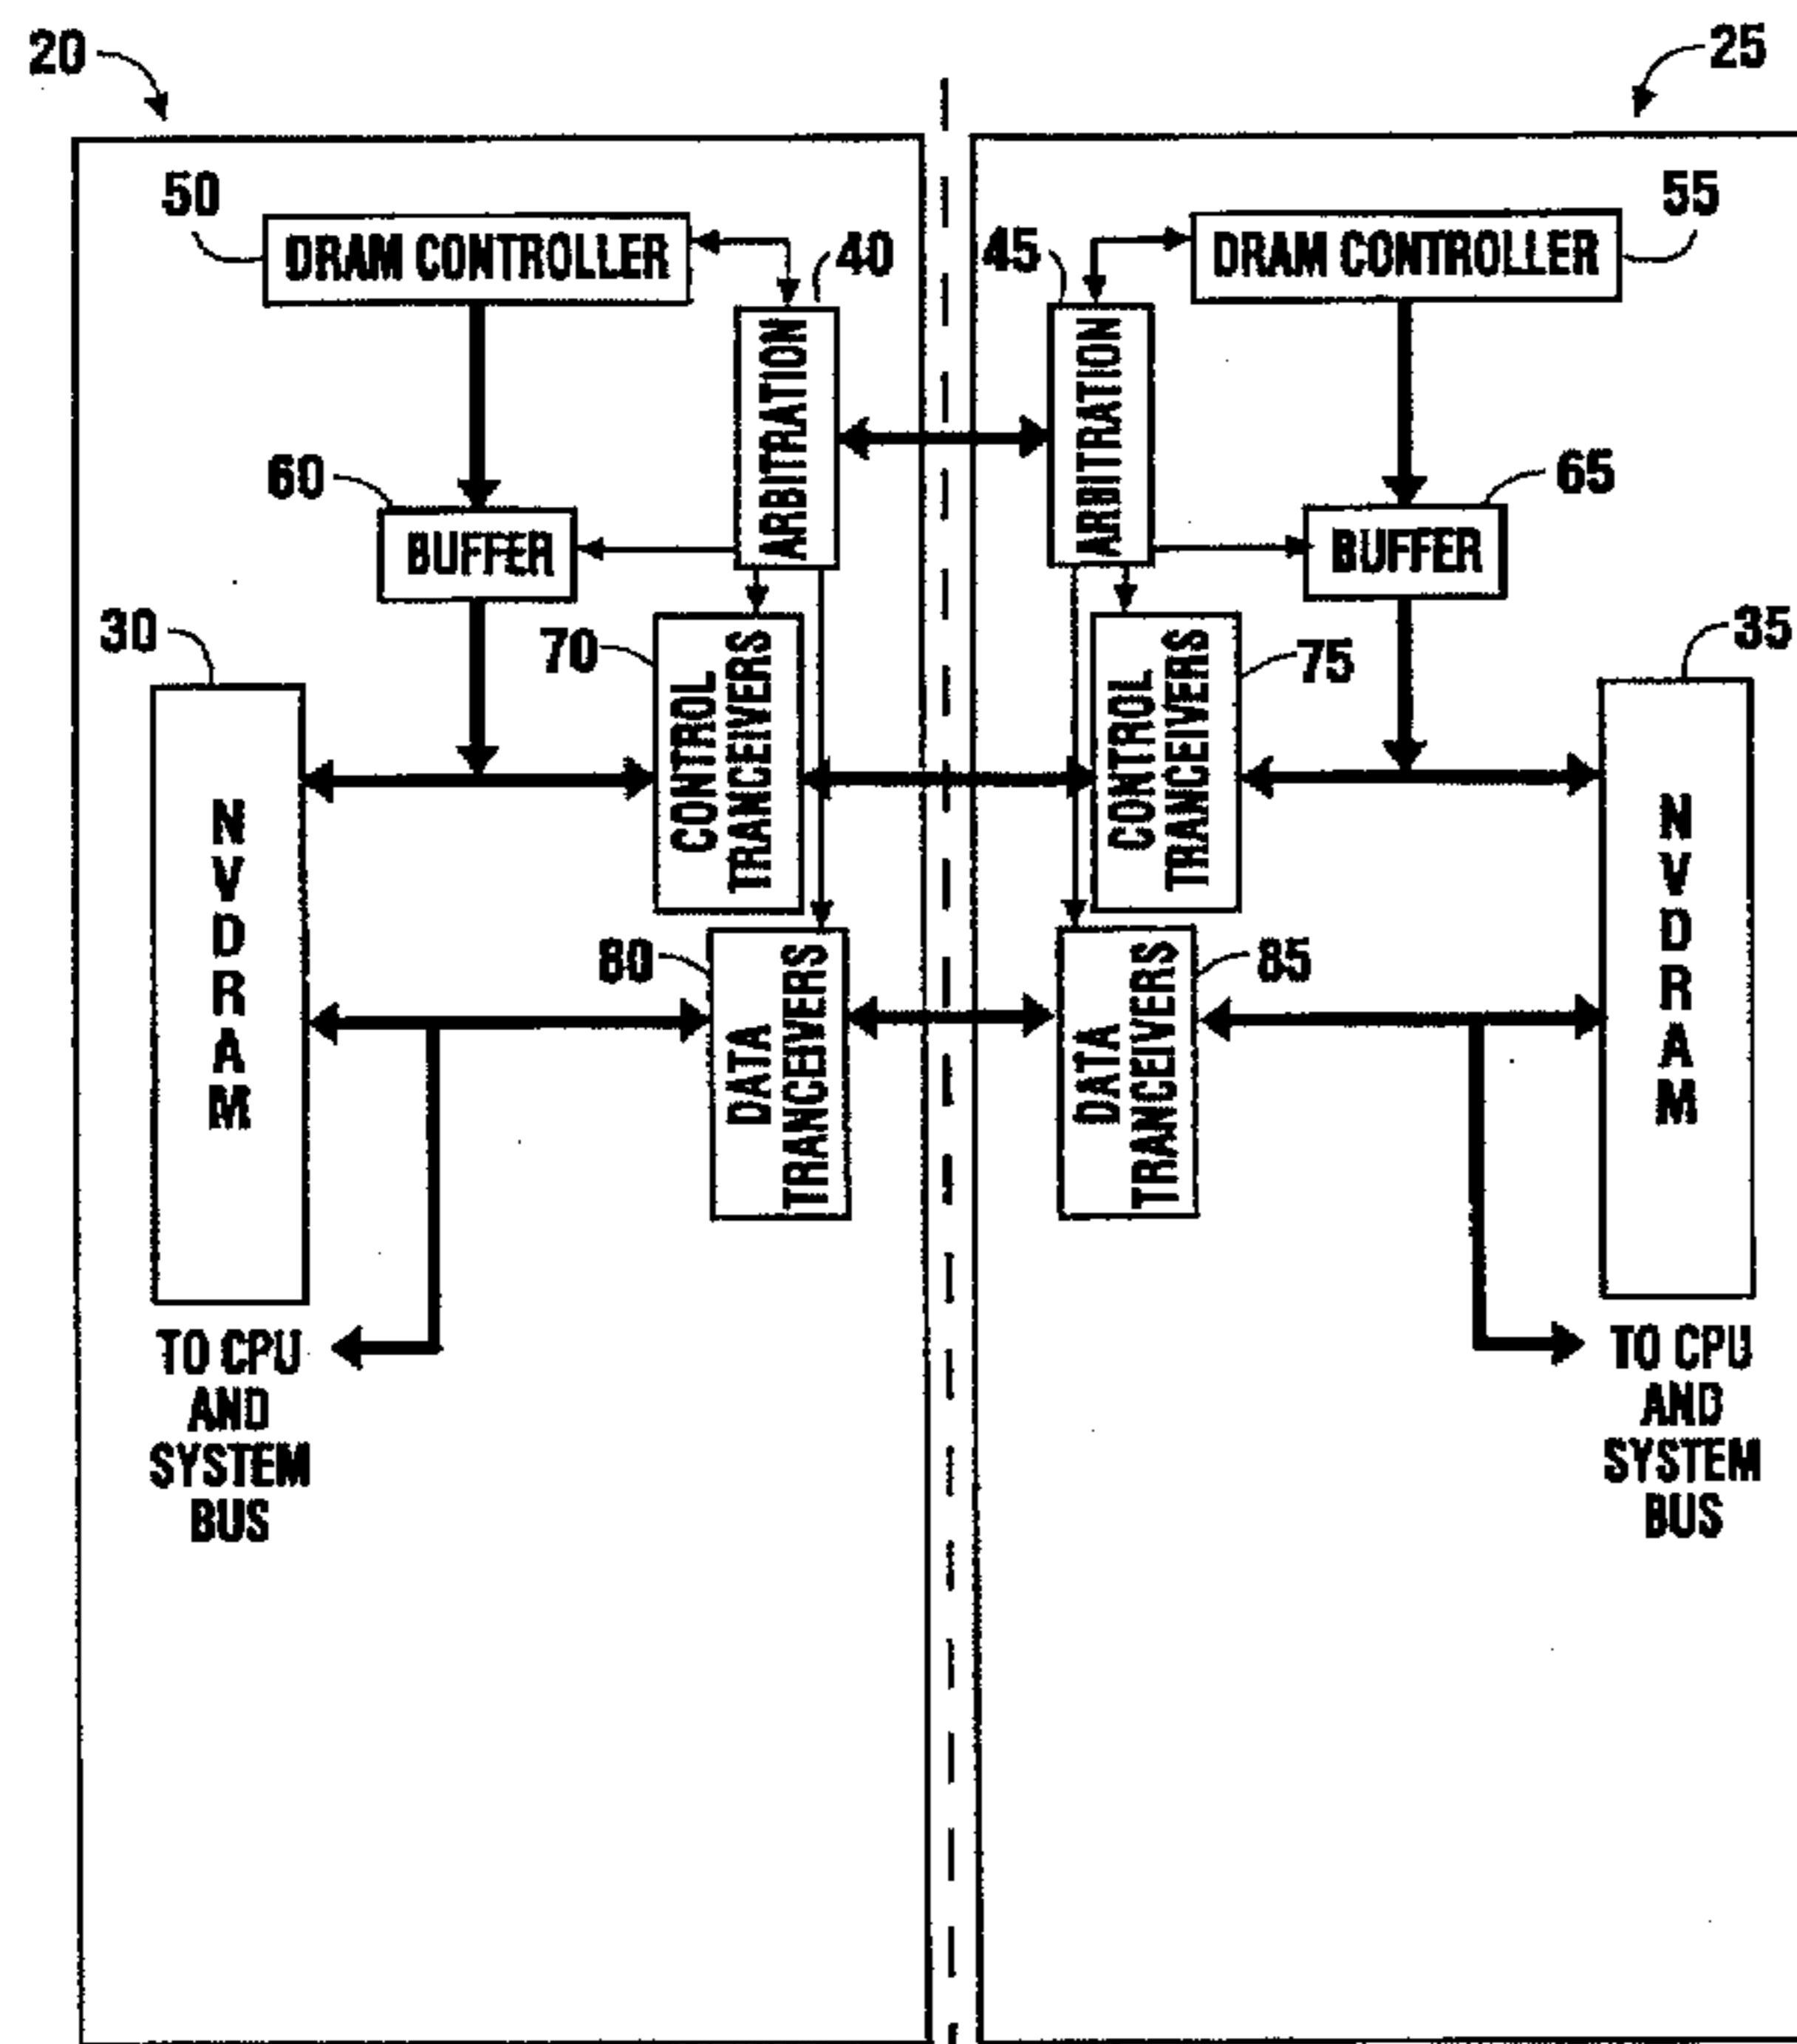 20
25
50
DRAM CONTROLLER
40
45
DRAM CONTROLLER
55
ARBITRATION
ARBITRATION
60
BUFFER
65
BUFFER
30
70
CONTROL
TRANCEIVERS
CONTROL
TRANCEIVERS
75
35
NVDRAM
NVDRAM
80
DATA
TRANCEIVERS
DATA
TRANCEIVERS
85
TO CPU
AND
SYSTEM
BUS
TO CPU
AND
SYSTEM
BUS